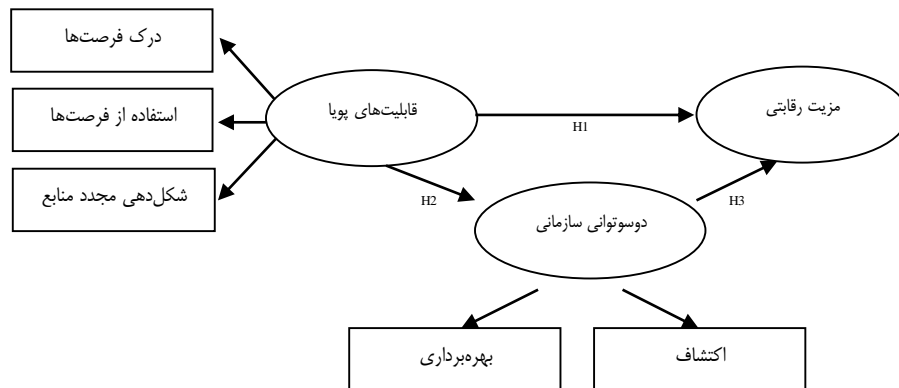 درک فرصت‌ها
استفاده از فرصت‌ها
شکل‌دهی مجدد منابع
قابلیت‌های پویا
مزیت رقابتی
H1
H2
H3
دوسوتوانی سازمانی
بهره‌برداری
اکتشاف